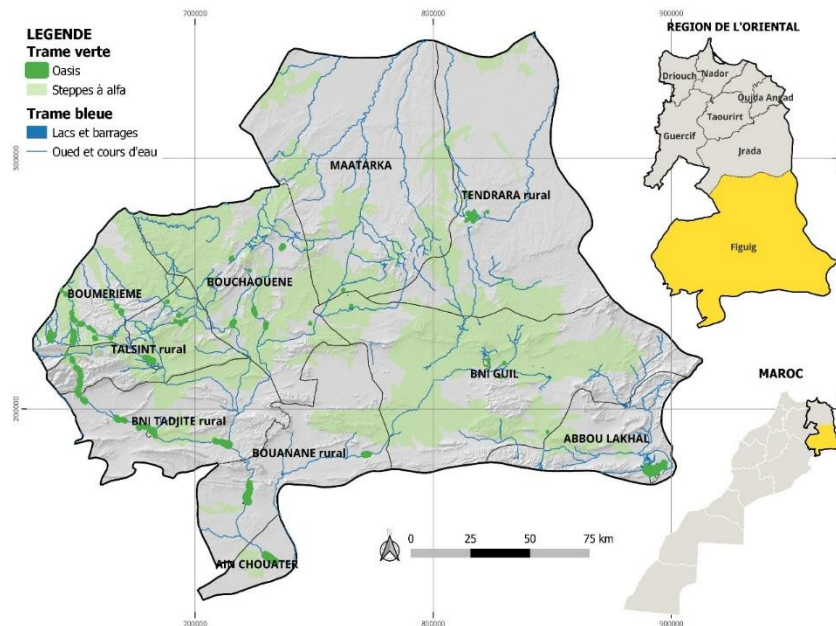 700000
800000
900000
LEGENDE
Trame verte
Oasis
Steppes à alfa
Trame bleue
Lacs et barrages
Oued et cours d'eau
300000
200000
MAATARKA
TENDRARA rural
BOUCHAOUENE
BOUMERIEME
TALSINT rural
BNI GUIL
BNI TADJITE rural
BOUANANE rural
ABBOU LAKHAL
AIN CHOUATER
N
0 25 50 75 km
700000
800000
900000
REGION DE L'ORIENTAL
Driouch
Nador
Oujda Angad
Taourirt
Guercif
Jrada
Figuig
MAROC